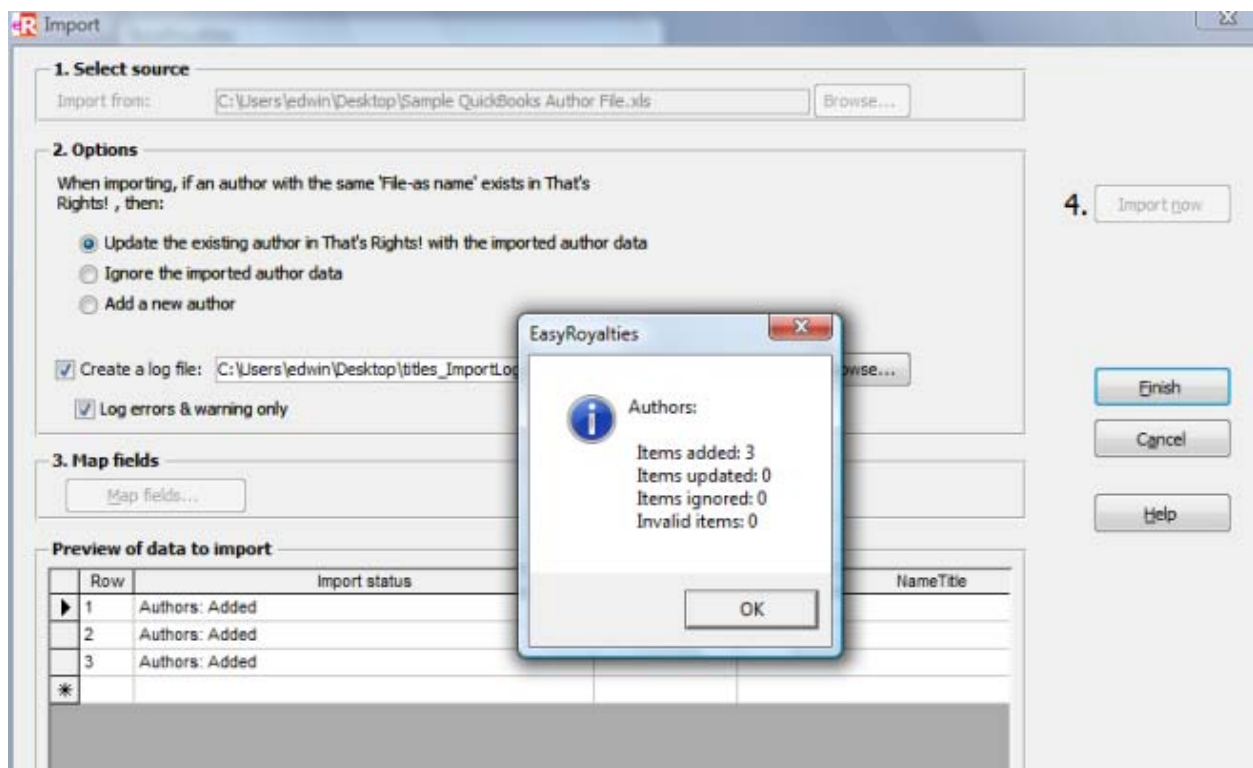 eR Import
1. Select source
Import from: C:\Users\edwin\Desktop\Sample QuickBooks Author File.xls Browse...
2. Options
When importing, if an author with the same 'File-as name' exists in That's
Rights! , then:
Update the existing author in That's Rights! with the imported author data
Ignore the imported author data
Add a new author
4. Import now
Create a log file: C:\Users\edwin\Desktop\titles_ImportLog
Log errors & warning only
Finish
Cancel
Help
3. Map fields
Map fields...
Preview of data to import
Row Import status NameTitle
1 Authors: Added
2 Authors: Added
3 Authors: Added
EasyRoyalties
Authors:
Items added: 3
Items updated: 0
Items ignored: 0
Invalid items: 0
OK